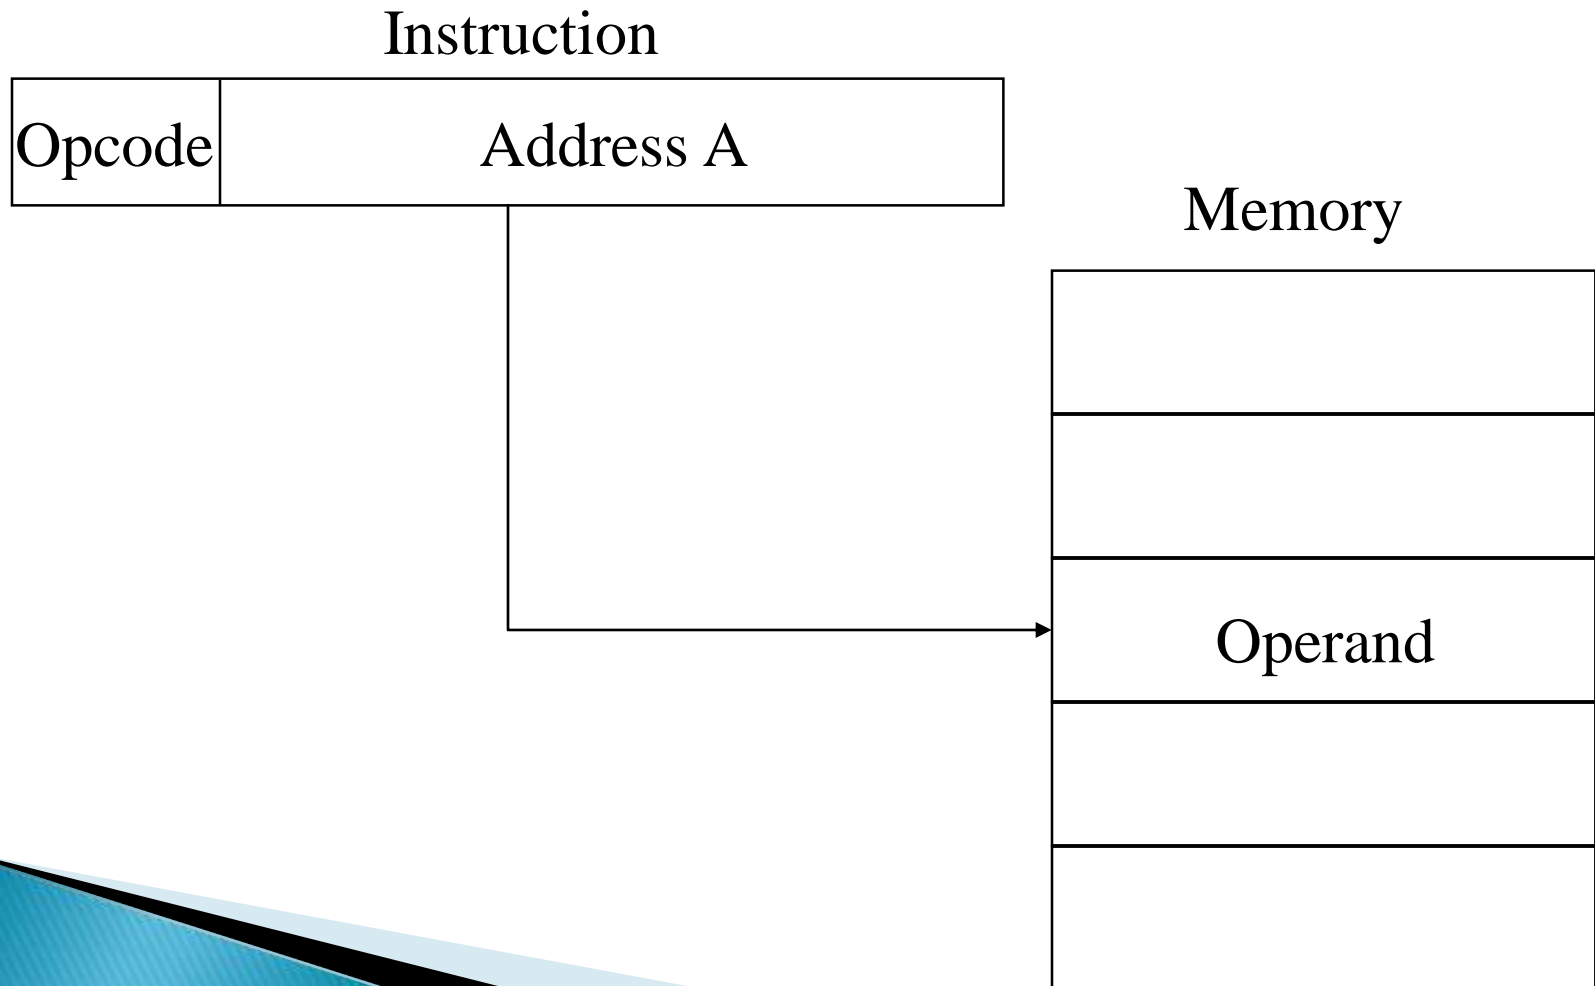 Instruction
Opcode
Address A
Memory
Operand